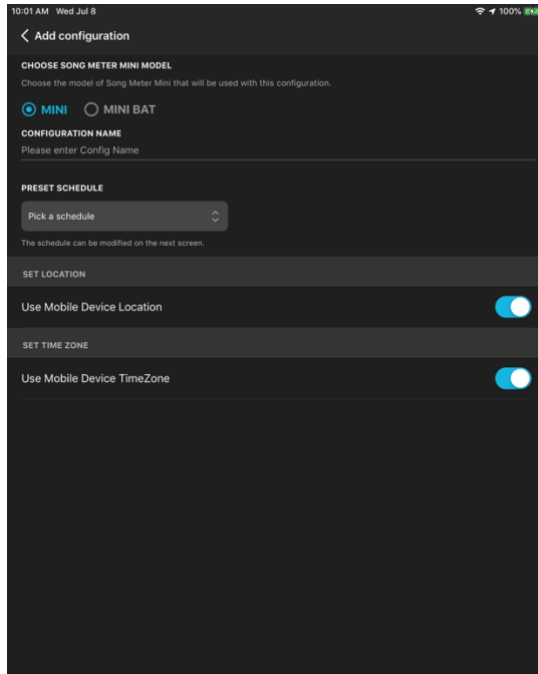 10:01 AM Wed Jul 8 100%
Add configuration
CHOOSE SONG METER MINI MODEL
Choose the model of Song Meter Mini that will be used with this configuration.
MINI MINI BAT
CONFIGURATION NAME
Please enter Config Name
PRESET SCHEDULE
Pick a schedule
The schedule can be modified on the next screen.
SET LOCATION
Use Mobile Device Location
SET TIME ZONE
Use Mobile Device TimeZone